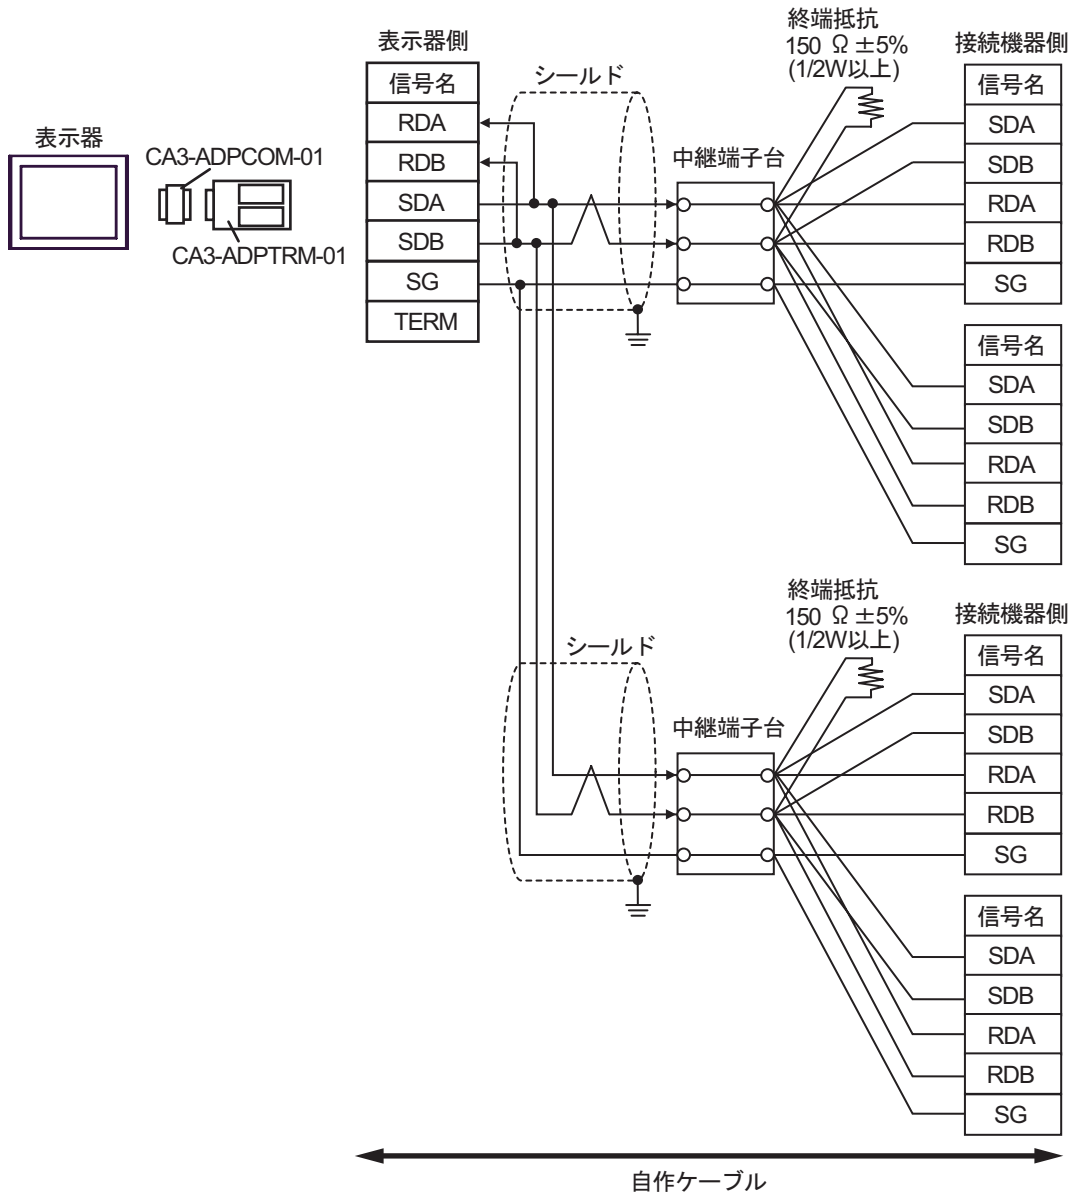 表示器
CA3-ADPCOM-01
CA3-ADPTRM-01
表示器側
信号名
RDA
RDB
SDA
SDB
SG
TERM
シールド
中継端子台
終端抵抗
150 Ω ±5%
(1/2W以上)
接続機器側
信号名
SDA
SDB
RDA
RDB
SG
信号名
SDA
SDB
RDA
RDB
SG
シールド
中継端子台
終端抵抗
150 Ω ±5%
(1/2W以上)
接続機器側
信号名
SDA
SDB
RDA
RDB
SG
信号名
SDA
SDB
RDA
RDB
SG
自作ケーブル